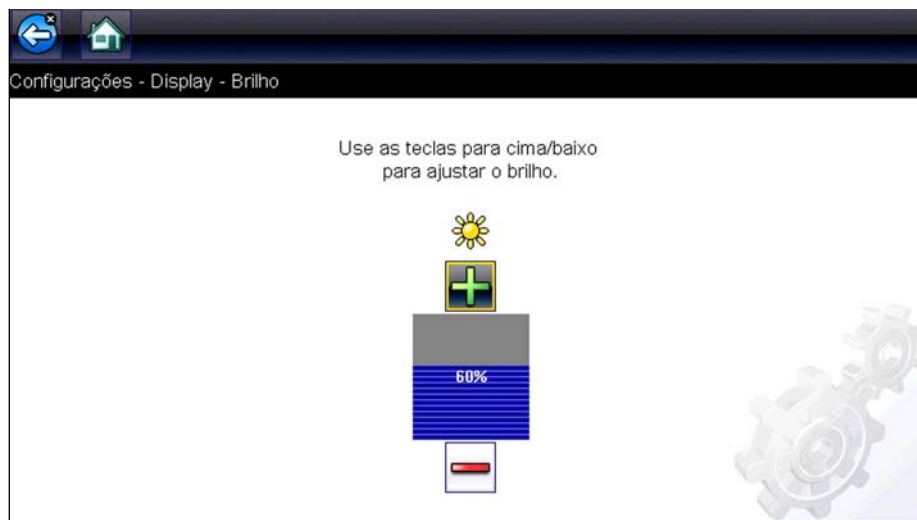 Configurações - Display - Brilho
Use as teclas para cima/baixo
para ajustar o brilho.
60%